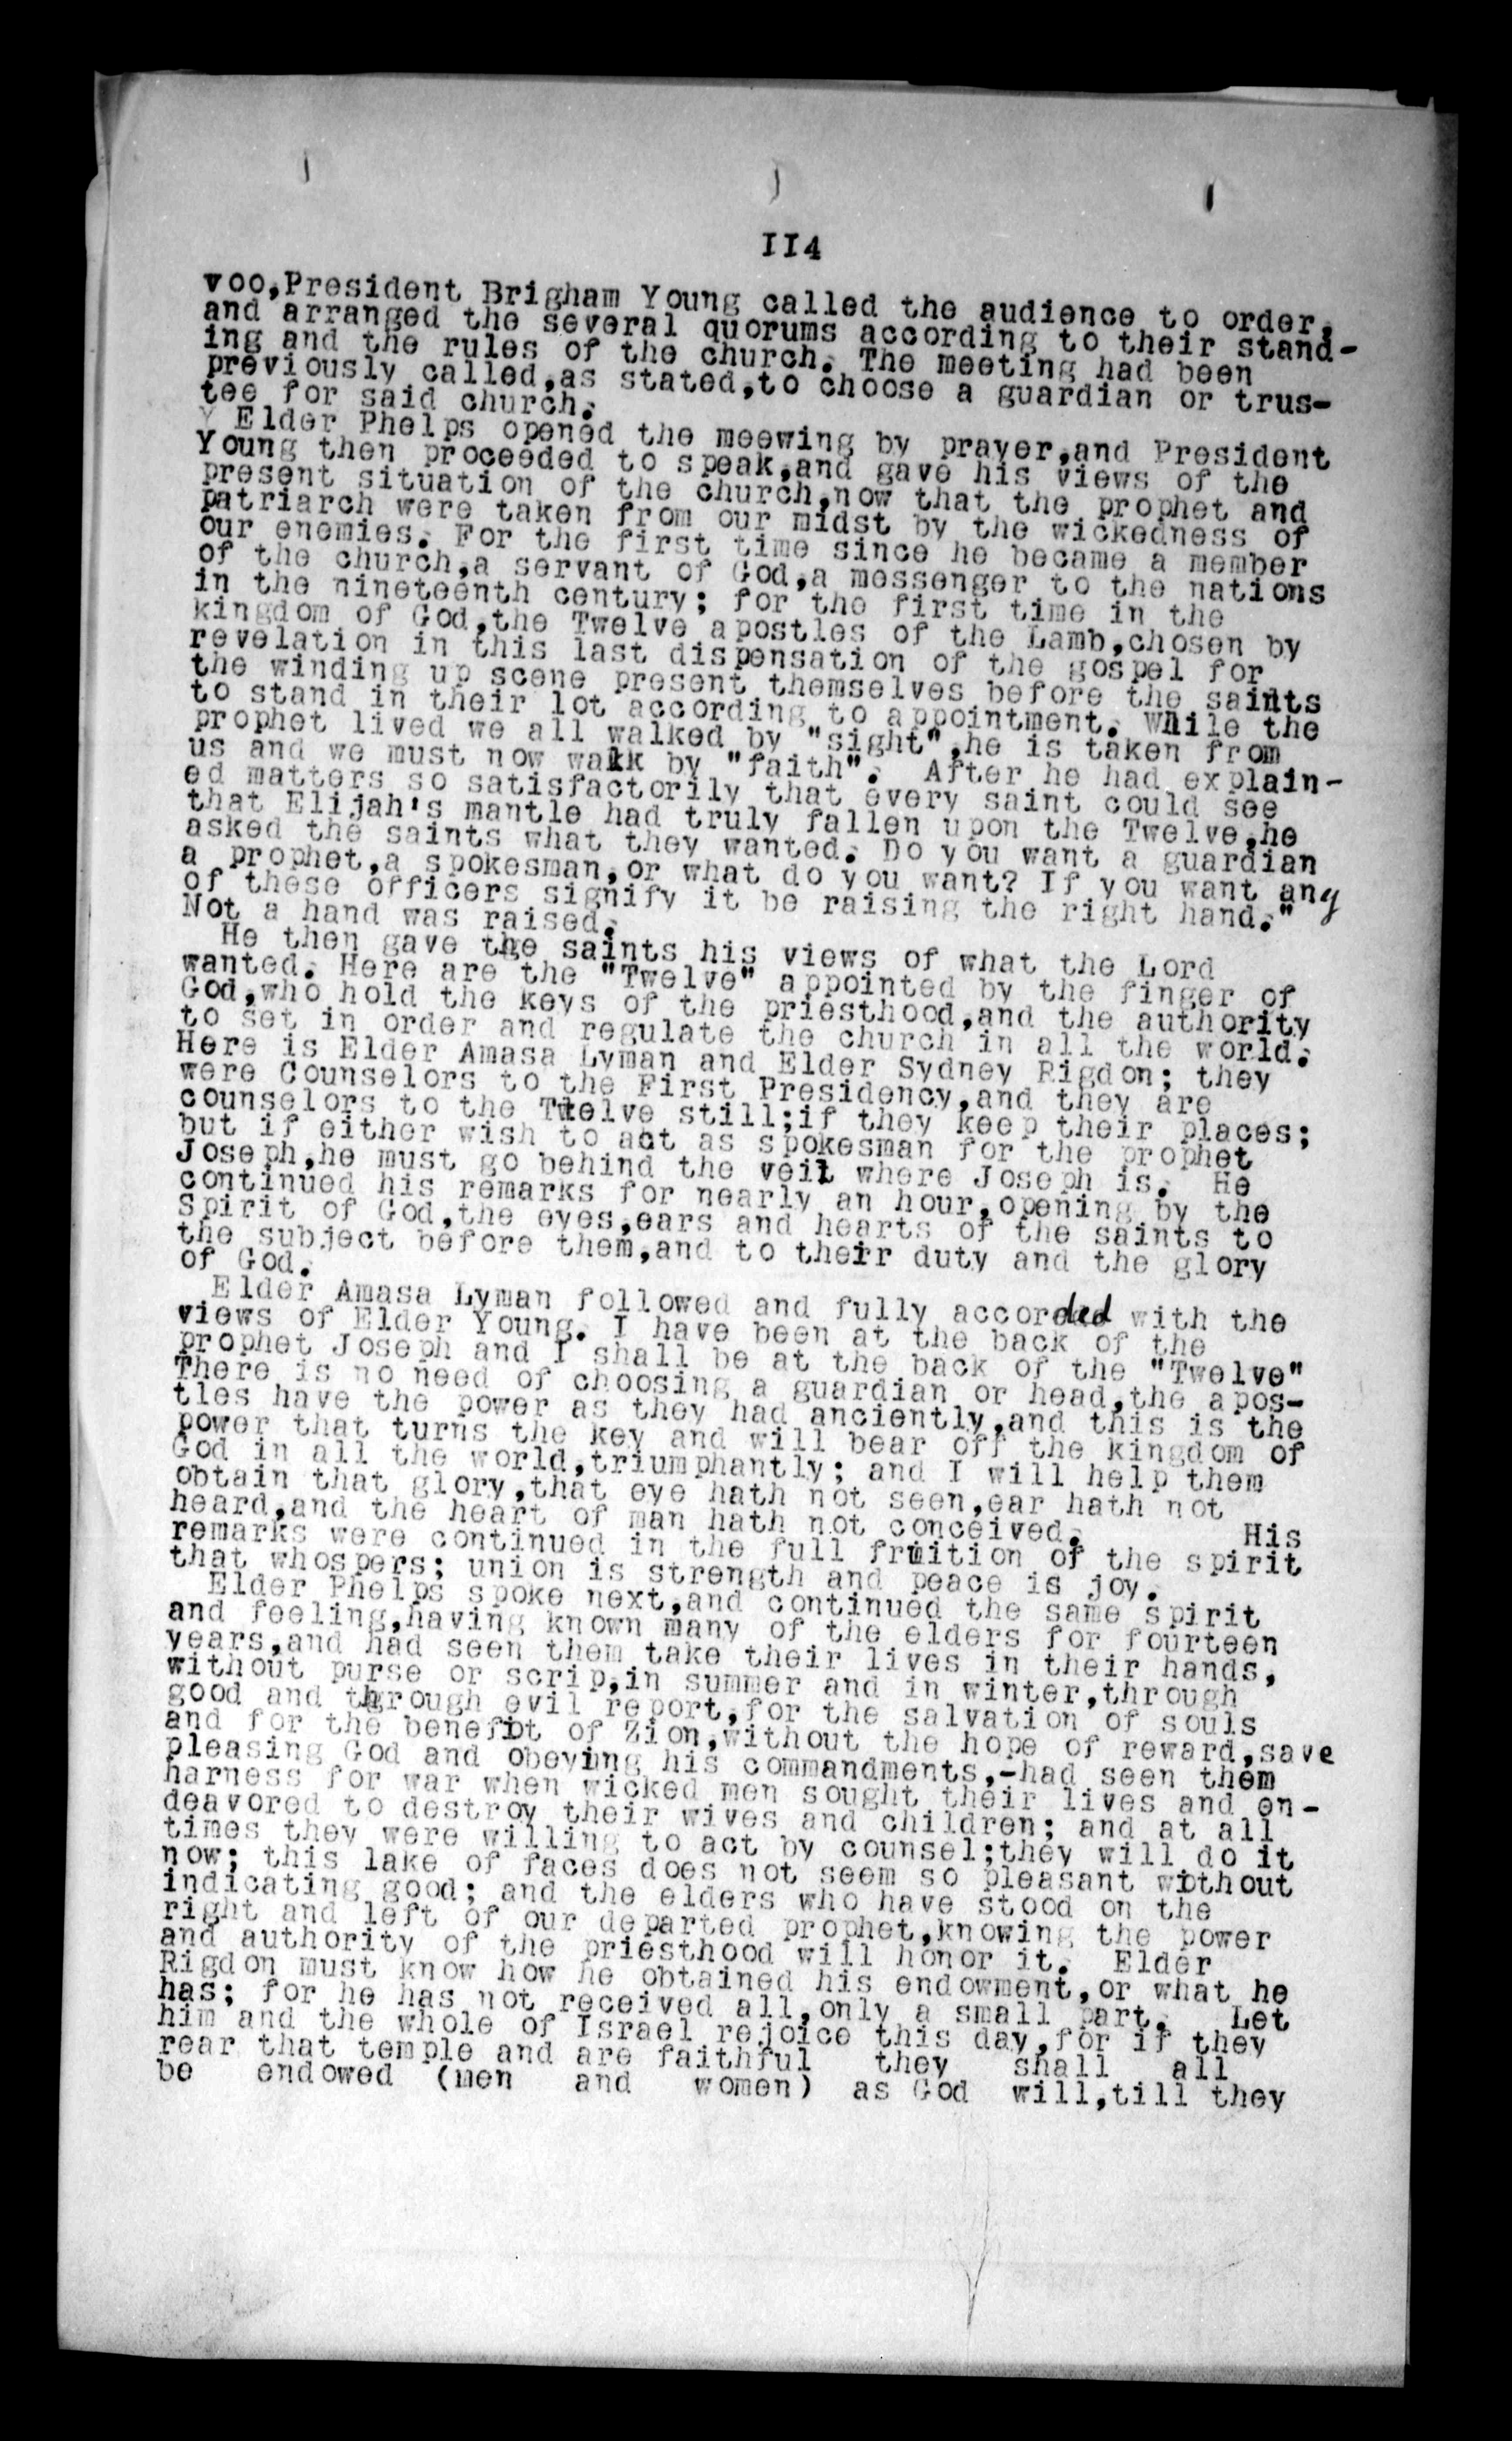 114
voo,President Brigham Young called the audience to order,
and arranged the several quorums according to their stand-
ing and the rules of the church. The meeting had been
previously called,as stated,to choose a guardian or trus-
tee for said church.
Y Elder Phelps opened the meewing by prayer,and President
Young then proceeded to speak,and gave his views of the
present situation of the church,now that the prophet and
patriarch were taken from our midst by the wickedness of
our enemies. For the first time since he became a member
of the church,a servant of God,a messenger to the nations
in the nineteenth century; for the first time in the
kingdom of God,the Twelve apostles of the Lamb,chosen by
revelation in this last dispensation of the gospel for
the winding up scene present themselves before the saints
to stand in their lot according to appointment. While the
prophet lived we all walked by "sight",he is taken from
us and we must now walk by "faith". After he had explain-
ed matters so satisfactorily that every saint could see
that Elijah's mantle had truly fallen upon the Twelve,he
asked the saints what they wanted. Do you want a guardian
a prophet,a spokesman,or what do you want? If you want any
of these officers signify it be raising the right hand."
Not a hand was raised.
He then gave the saints his views of what the Lord
wanted. Here are the "Twelve" appointed by the finger of
God,who hold the keys of the priesthood,and the authority
to set in order and regulate the church in all the world.
Here is Elder Amasa Lyman and Elder Sydney Rigdon; they
were Counselors to the First Presidency,and they are
counselors to the Twelve still;if they keep their places;
but if either wish to act as spokesman for the prophet
Joseph,he must go behind the veil where Joseph is. He
continued his remarks for nearly an hour,opening by the
Spirit of God,the eyes,ears and hearts of the saints to
the subject before them,and to their duty and the glory
of God.
Elder Amasa Lyman followed and fully accorded with the
views of Elder Young. I have been at the back of the
prophet Joseph and I shall be at the back of the "Twelve"
There is no need of choosing a guardian or head,the apos-
tles have the power as they had anciently,and this is the
power that turns the key and will bear off the kingdom of
God in all the world,triumphantly; and I will help them
obtain that glory,that eye hath not seen,ear hath not
heard,and the heart of man hath not conceived. His
remarks were continued in the full fruition of the spirit
that whospers; union is strength and peace is joy.
Elder Phelps spoke next,and continued the same spirit
and feeling,having known many of the elders for fourteen
years,and had seen them take their lives in their hands,
without purse or scrip,in summer and in winter,through
good and through evil report,for the salvation of souls
and for the benefit of Zion,without the hope of reward,save
pleasing God and obeying his commandments,-had seen them
harness for war when wicked men sought their lives and en-
deavored to destroy their wives and children; and at all
times they were willing to act by counsel;they will do it
now; this lake of faces does not seem so pleasant without
indicating good; and the elders who have stood on the
right and left of our departed prophet,knowing the power
and authority of the priesthood will honor it. Elder
Rigdon must know how he obtained his endowment,or what he
has; for he has not received all,only a small part. Let
him and the whole of Israel rejoice this day,for if they
rear that temple and are faithful they shall all
be endowed (men and women) as God will,till they